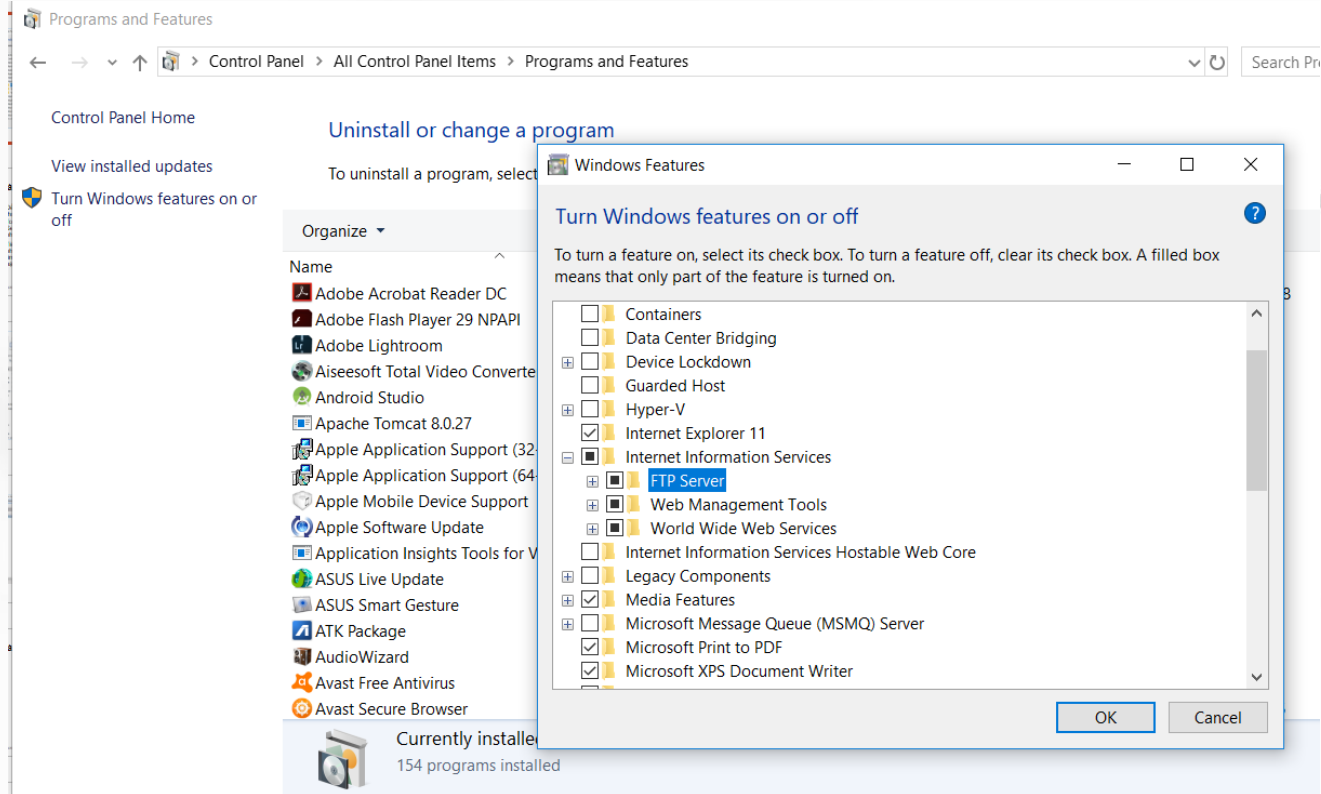 Programs and Features
Control Panel > All Control Panel Items > Programs and Features
Search Pr
Control Panel Home
View installed updates
Turn Windows features on or
off
Uninstall or change a program
To uninstall a program, select
Organize
Name
Adobe Acrobat Reader DC
Adobe Flash Player 29 NPAPI
Adobe Lightroom
Aiseesoft Total Video Converte
Android Studio
Apache Tomcat 8.0.27
Apple Application Support (32-
Apple Application Support (64-
Apple Mobile Device Support
Apple Software Update
Application Insights Tools for V
ASUS Live Update
ASUS Smart Gesture
ATK Package
AudioWizard
Avast Free Antivirus
Avast Secure Browser
Currently installe
154 programs installed
8
Windows Features
Turn Windows features on or off
To turn a feature on, select its check box. To turn a feature off, clear its check box. A filled box
means that only part of the feature is turned on.
Containers
Data Center Bridging
Device Lockdown
Guarded Host
Hyper-V
Internet Explorer 11
Internet Information Services
FTP Server
Web Management Tools
World Wide Web Services
Internet Information Services Hostable Web Core
Legacy Components
Media Features
Microsoft Message Queue (MSMQ) Server
Microsoft Print to PDF
Microsoft XPS Document Writer
OK
Cancel